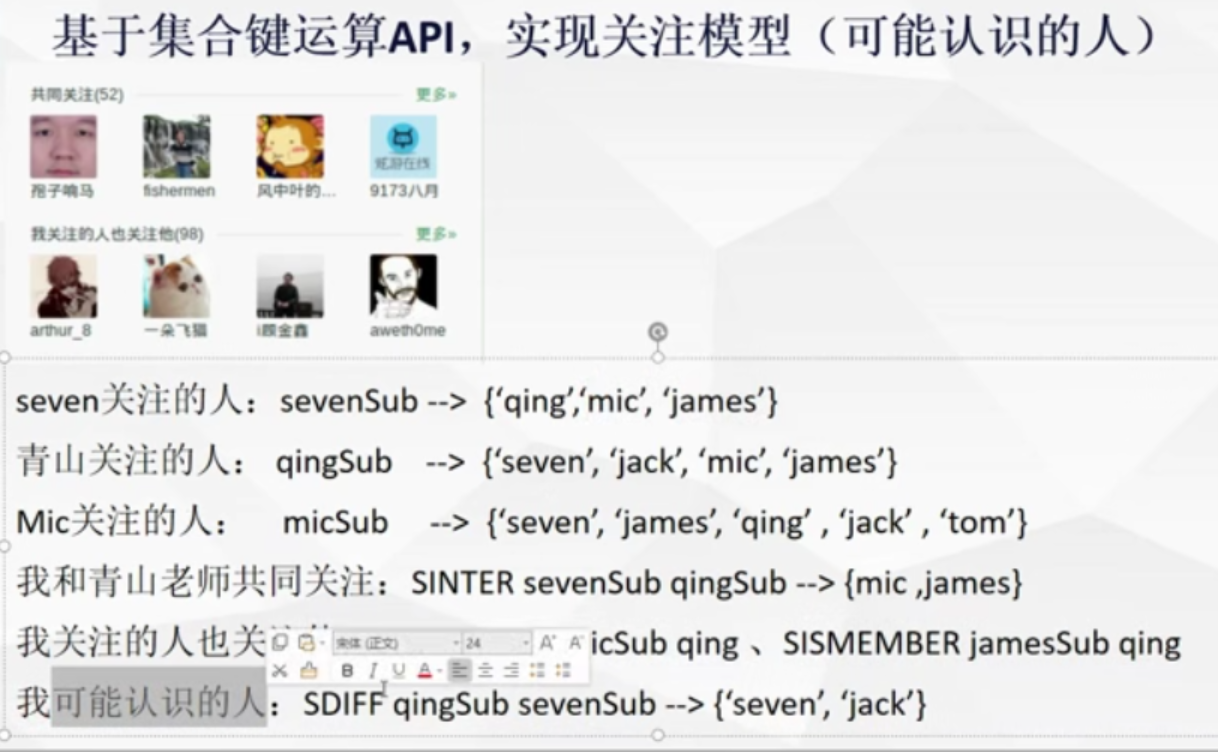 基于集合键运算API，实现关注模型（可能认识的人）
共同关注(52) 更多»
孢子响马 fishermen 风中叶的... 9173八月
我关注的人也关注他(98) 更多»
arthur_8 一朵飞猫 i顾金鑫 aweth0me
seven关注的人：sevenSub --> {‘qing’,‘mic’, ‘james’}
青山关注的人： qingSub --> {‘seven’, ‘jack’, ‘mic’, ‘james’}
Mic关注的人： micSub --> {‘seven’, ‘james’, ‘qing’ , ‘jack’ , ‘tom’}
我和青山老师共同关注：SINTER sevenSub qingSub --> {mic ,james}
我关注的人也关 icSub qing 、SISMEMBER jamesSub qing
宋体 (正文) 24
我可能认识的人：SDIFF qingSub sevenSub --> {‘seven’, ‘jack’}